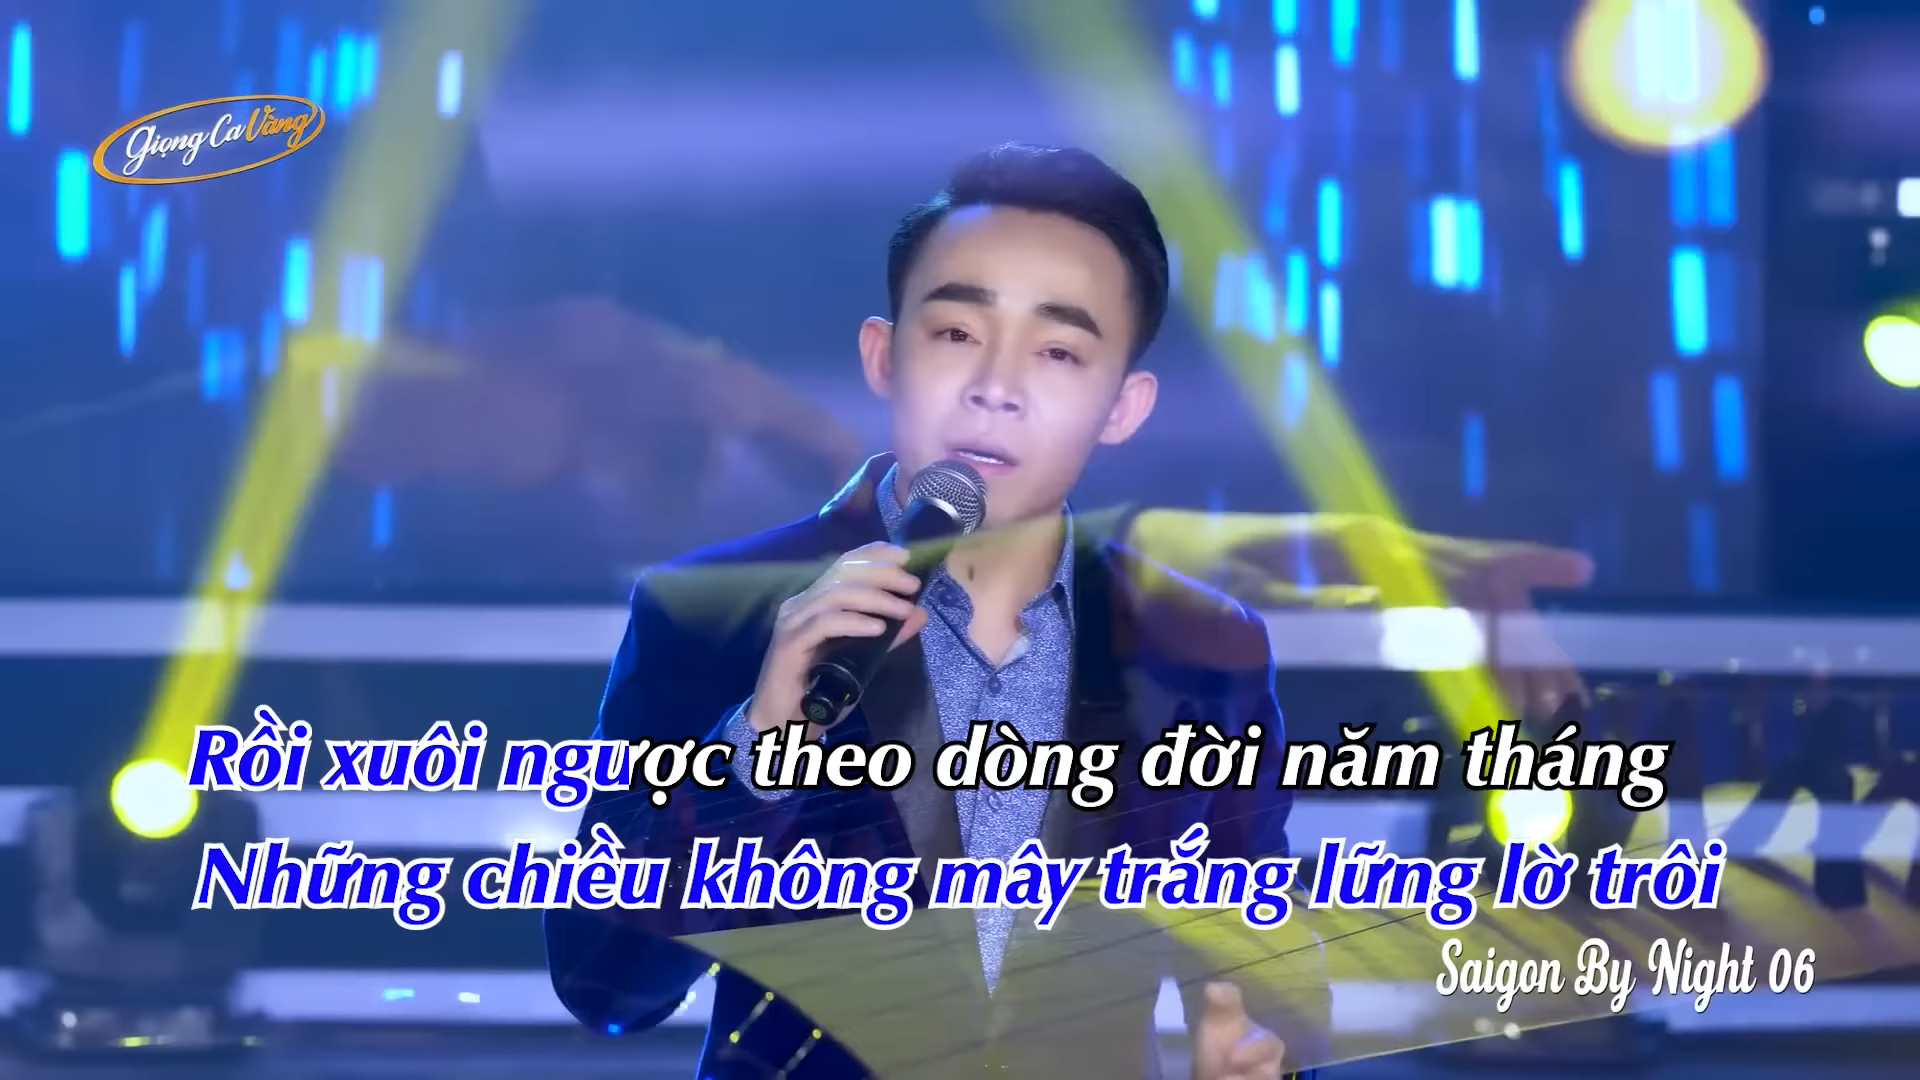 Giọng Ca Vàng
Rồi xuôi ngược theo dòng đời năm tháng
Những chiều không mây trắng lững lờ trôi
Saigon By Night 06